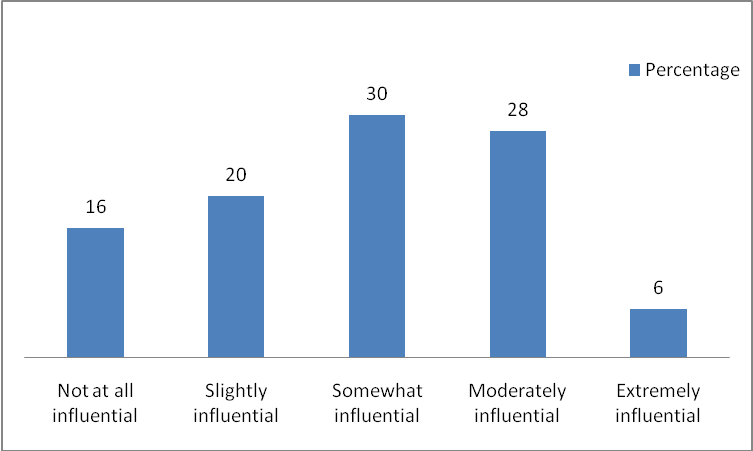 Percentage
30
28
20
16
6
Not at all
influential
Slightly
influential
Somewhat
influential
Moderately
influential
Extremely
influential